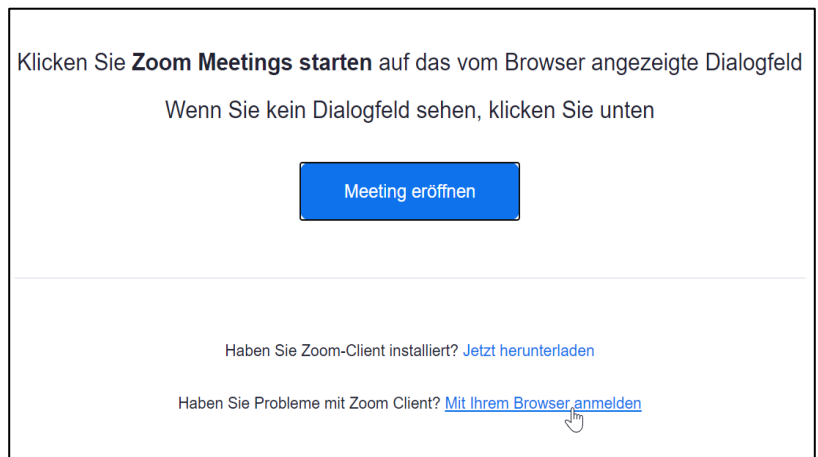 Klicken Sie Zoom Meetings starten auf das vom Browser angezeigte Dialogfeld
Wenn Sie kein Dialogfeld sehen, klicken Sie unten
Meeting eröffnen
Haben Sie Zoom-Client installiert? Jetzt herunterladen
Haben Sie Probleme mit Zoom Client? Mit Ihrem Browser anmelden